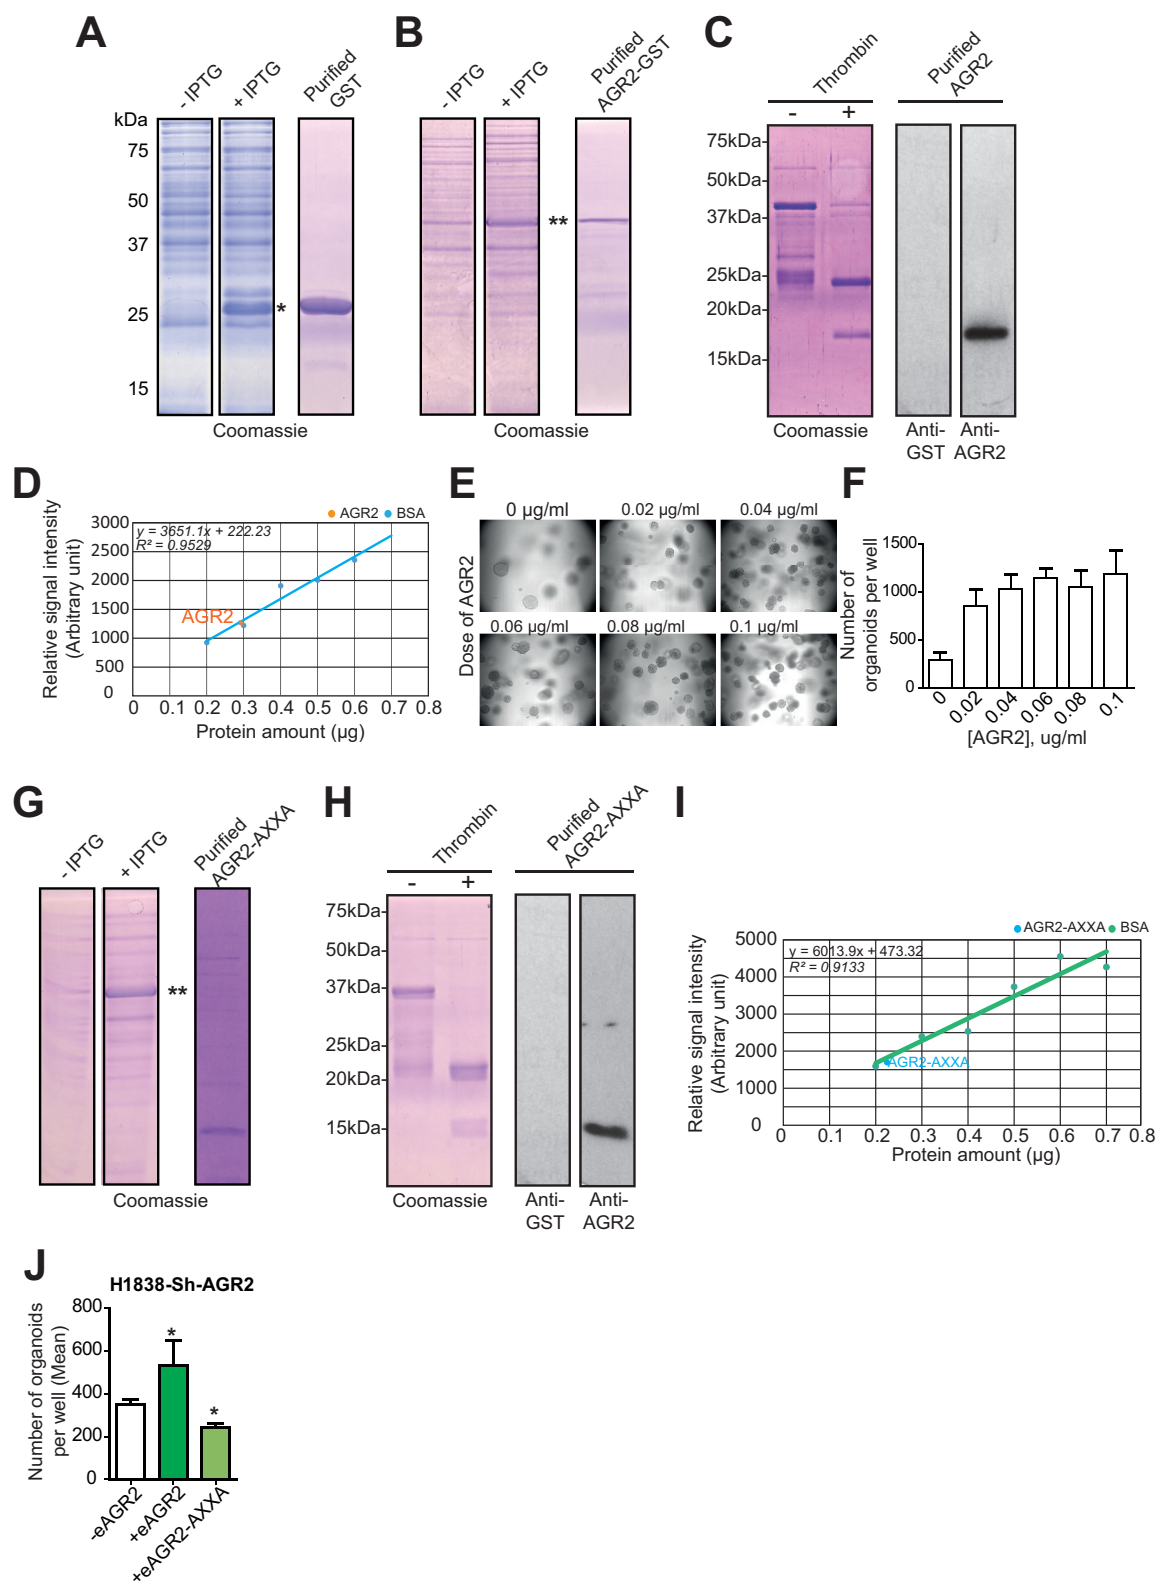 A
- IPTG
+ IPTG
Purified
GST
kDa
75
50
37
25
15
*
Coomassie
B
- IPTG
+ IPTG
Purified
AGR2-GST
**
Coomassie
C
Thrombin
Purified
AGR2
- +
75kDa
50kDa
37kDa
25kDa
20kDa
15kDa
Coomassie
Anti-
GST
Anti-
AGR2
D
Relative signal intensity
(Arbitrary unit)
AGR2 BSA
y = 3651.1x + 222.23
R² = 0.9529
AGR2
3000
2500
2000
1500
1000
500
0
0 0.1 0.2 0.3 0.4 0.5 0.6 0.7 0.8
Protein amount (µg)
E
Dose of AGR2
0 µg/ml
0.02 µg/ml
0.04 µg/ml
0.06 µg/ml
0.08 µg/ml
0.1 µg/ml
F
Number of
organoids per well
1500
1000
500
0
0 0.02 0.04 0.06 0.08 0.1
[AGR2], ug/ml
G
- IPTG
+ IPTG
Purified
AGR2-AXXA
**
Coomassie
H
Thrombin
Purified
AGR2-AXXA
- +
75kDa
50kDa
37kDa
25kDa
20kDa
15kDa
Coomassie
Anti-
GST
Anti-
AGR2
I
Relative signal intensity
(Arbitrary unit)
AGR2-AXXA BSA
y = 6013.9x + 473.32
R² = 0.9133
AGR2-AXXA
5000
4000
3000
2000
1000
0
0 0.1 0.2 0.3 0.4 0.5 0.6 0.7 0.8
Protein amount (µg)
J
H1838-Sh-AGR2
Number of organoids
per well (Mean)
800
600
400
200
0
*
*
-eAGR2
+eAGR2
+eAGR2-AXXA